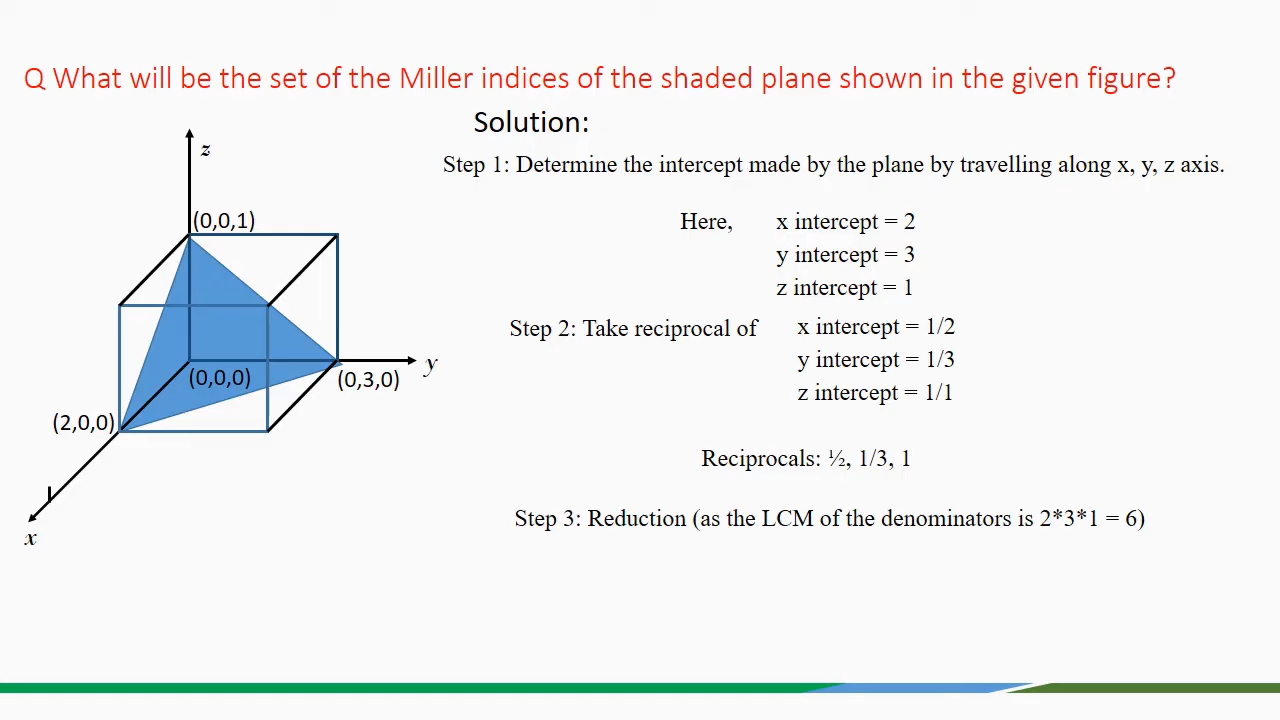 Q What will be the set of the Miller indices of the shaded plane shown in the given figure?
Solution:
Step 1: Determine the intercept made by the plane by travelling along x, y, z axis.
Here, x intercept = 2
y intercept = 3
z intercept = 1
Step 2: Take reciprocal of x intercept = 1/2
y intercept = 1/3
z intercept = 1/1
Reciprocals: ½, 1/3, 1
Step 3: Reduction (as the LCM of the denominators is 2*3*1 = 6)
z
(0,0,1)
y
(0,0,0)
(0,3,0)
(2,0,0)
x